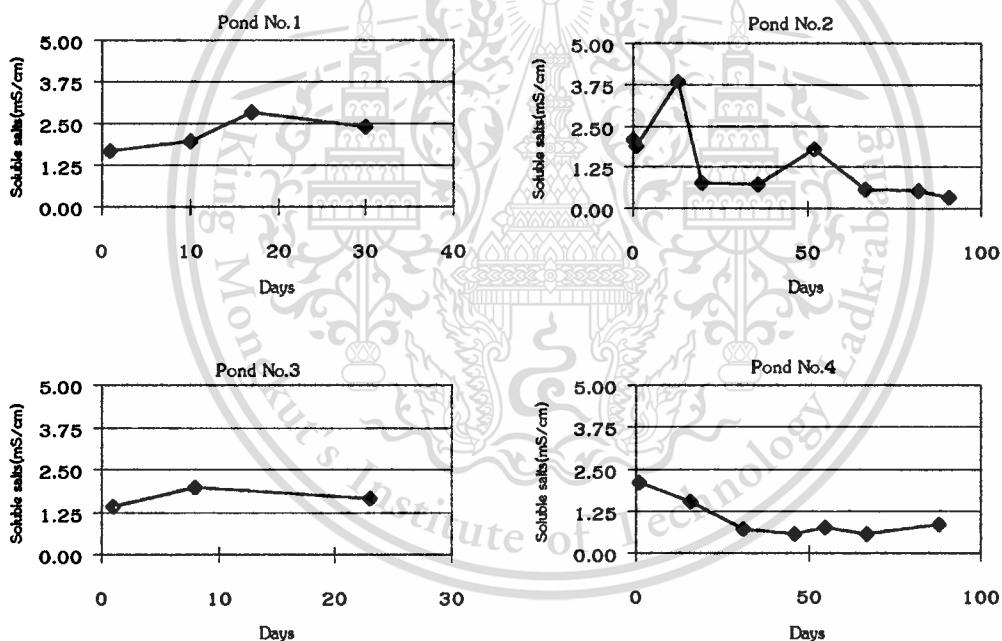 Pond No.1
Soluble salts(mS/cm)
5.00
3.75
2.50
1.25
0.00
0 10 20 30 40
Days
Pond No.2
Soluble salts(mS/cm)
5.00
3.75
2.50
1.25
0.00
0 50 100
Days
Pond No.3
Soluble salts(mS/cm)
5.00
3.75
2.50
1.25
0.00
0 10 20 30
Days
Pond No.4
Soluble salts(mS/cm)
5.00
3.75
2.50
1.25
0.00
0 50 100
Days
King Mongkut's Institute of Technology Ladkrabang